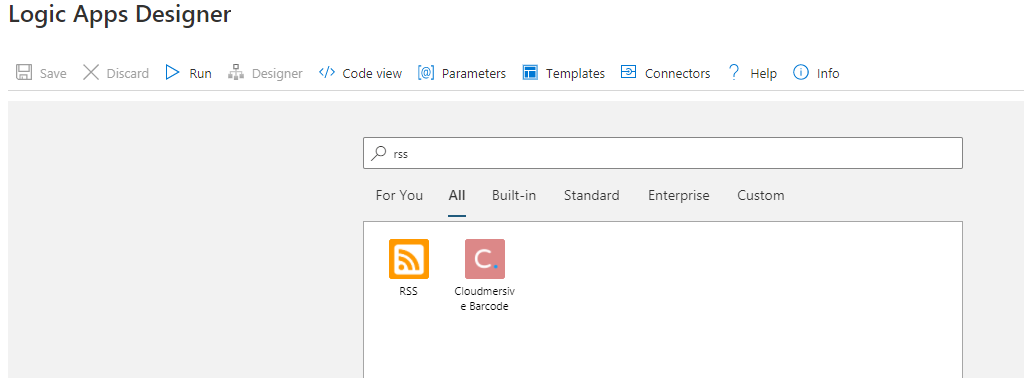 Logic Apps Designer
Save Discard Run Designer Code view Parameters Templates Connectors Help Info
rss
For You All Built-in Standard Enterprise Custom
C.
RSS Cloudmersiv
e Barcode